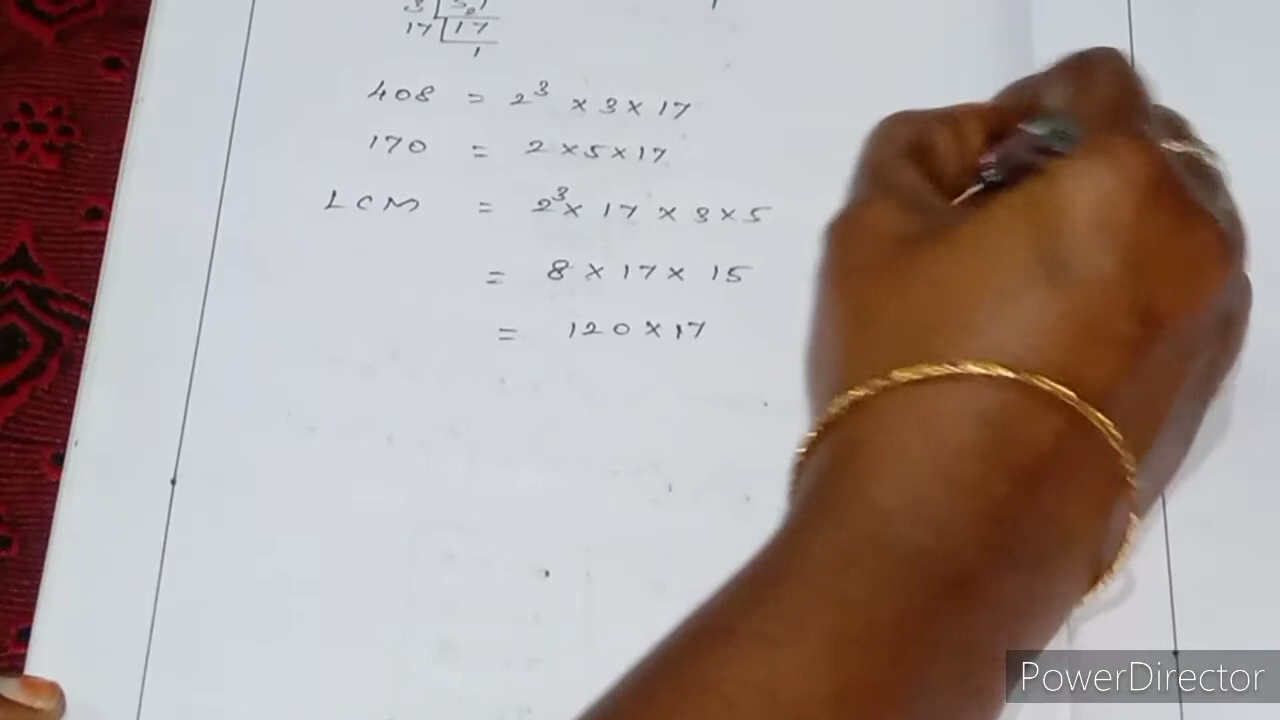 17 | 17
1
408 = 2³ × 3 × 17
170 = 2 × 5 × 17
LCM = 2³ × 17 × 3 × 5
= 8 × 17 × 15
= 120 × 17
PowerDirector